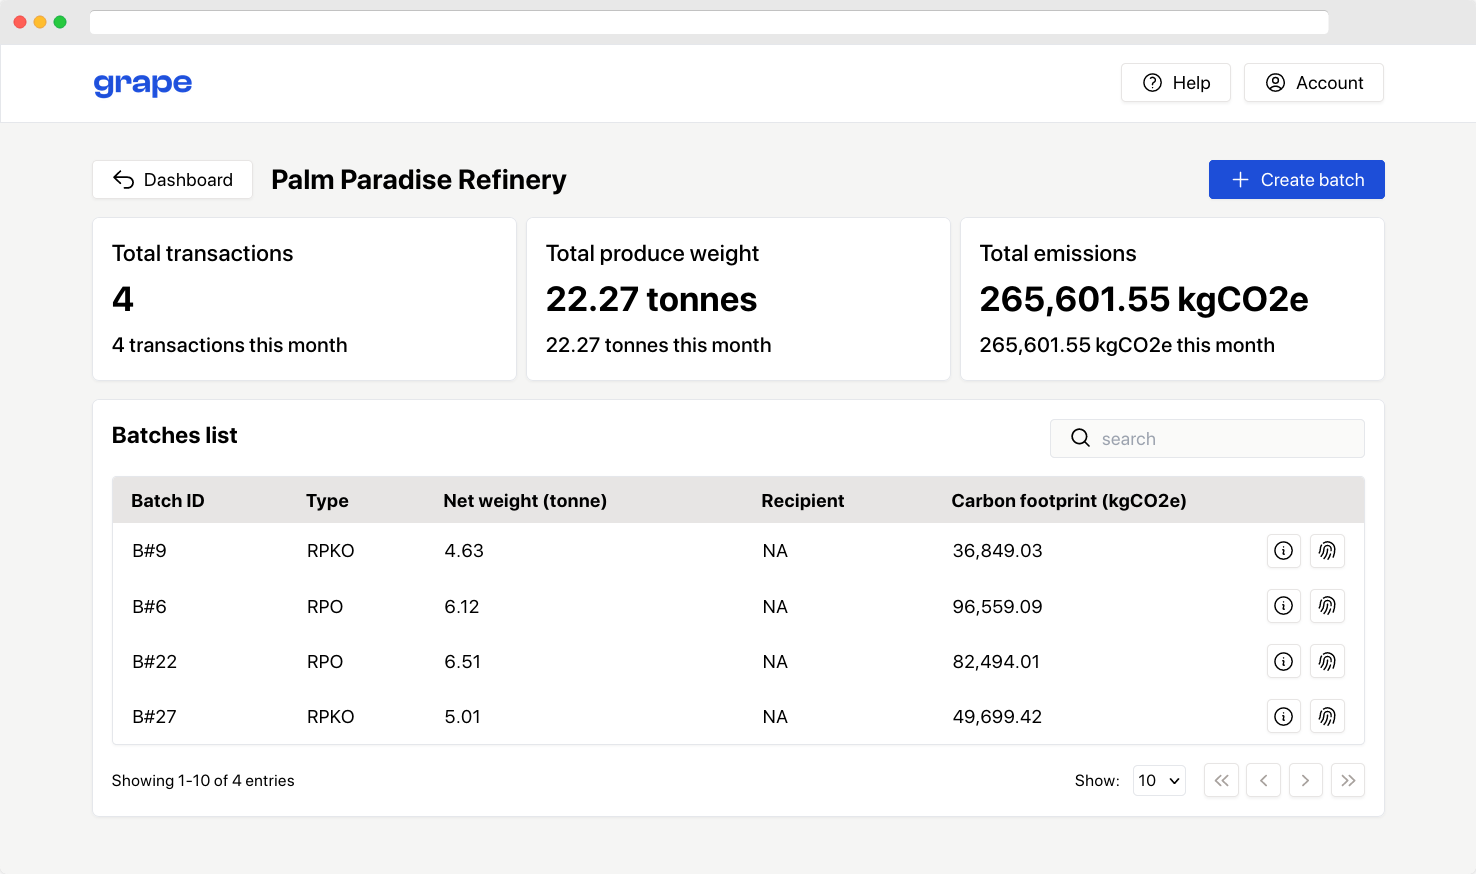 grape
Help
Account
Dashboard
Palm Paradise Refinery
Create batch
Total transactions
4
4 transactions this month
Total produce weight
22.27 tonnes
22.27 tonnes this month
Total emissions
265,601.55 kgCO2e
265,601.55 kgCO2e this month
Batches list
search
Batch ID Type Net weight (tonne) Recipient Carbon footprint (kgCO2e)
B#9 RPKO 4.63 NA 36,849.03
B#6 RPO 6.12 NA 96,559.09
B#22 RPO 6.51 NA 82,494.01
B#27 RPKO 5.01 NA 49,699.42
Showing 1-10 of 4 entries
Show: 10